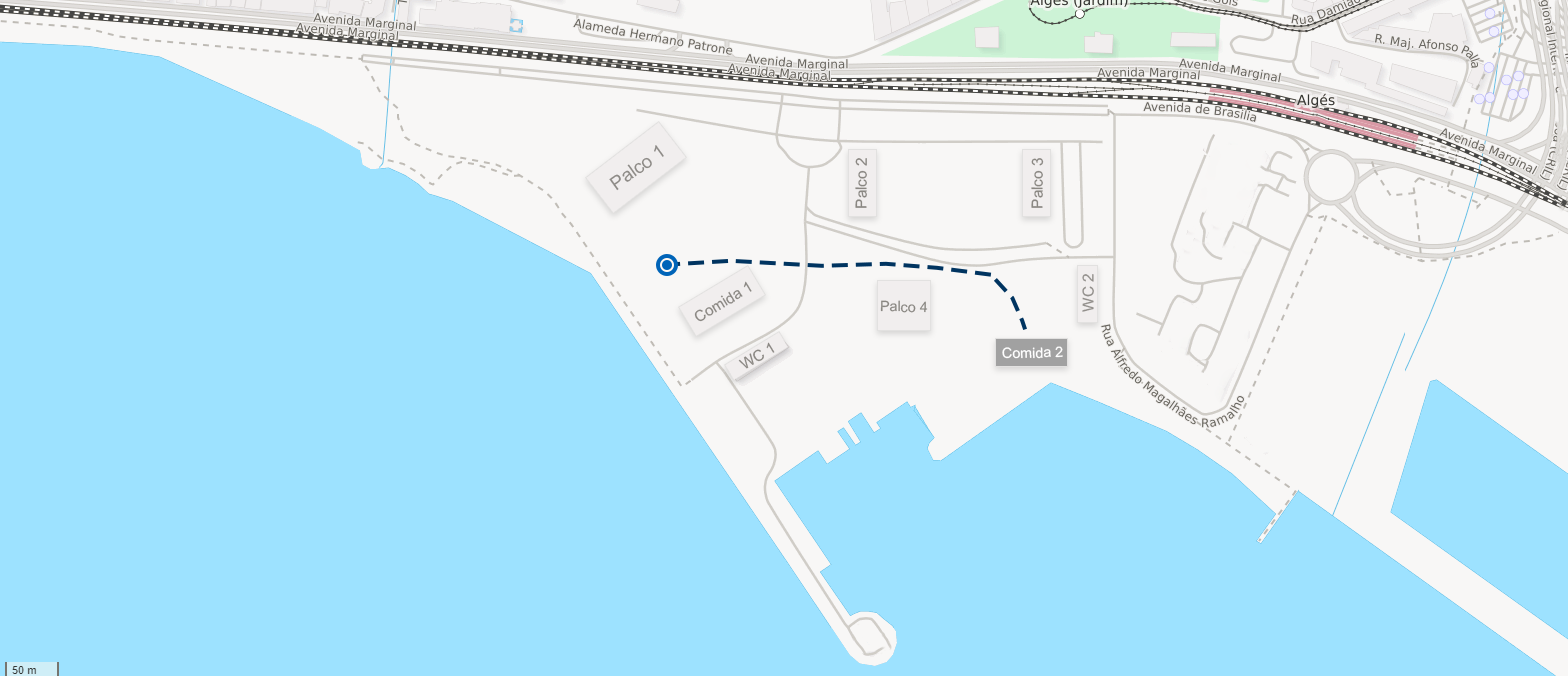 Algés (Jardim)
Rua Damião
Avenida Marginal
Avenida Marginal
Alameda Hermano Patrone
R. Maj. Afonso Pala
Avenida Marginal
Avenida Marginal
Avenida Marginal
Avenida Marginal
Algés
Avenida de Brasília
Avenida Marginal
Palco 1
Palco 2
Palco 3
Comida 1
Palco 4
WC 2
WC 1
Comida 2
Rua Alfredo Magalhães Ramalho
50 m